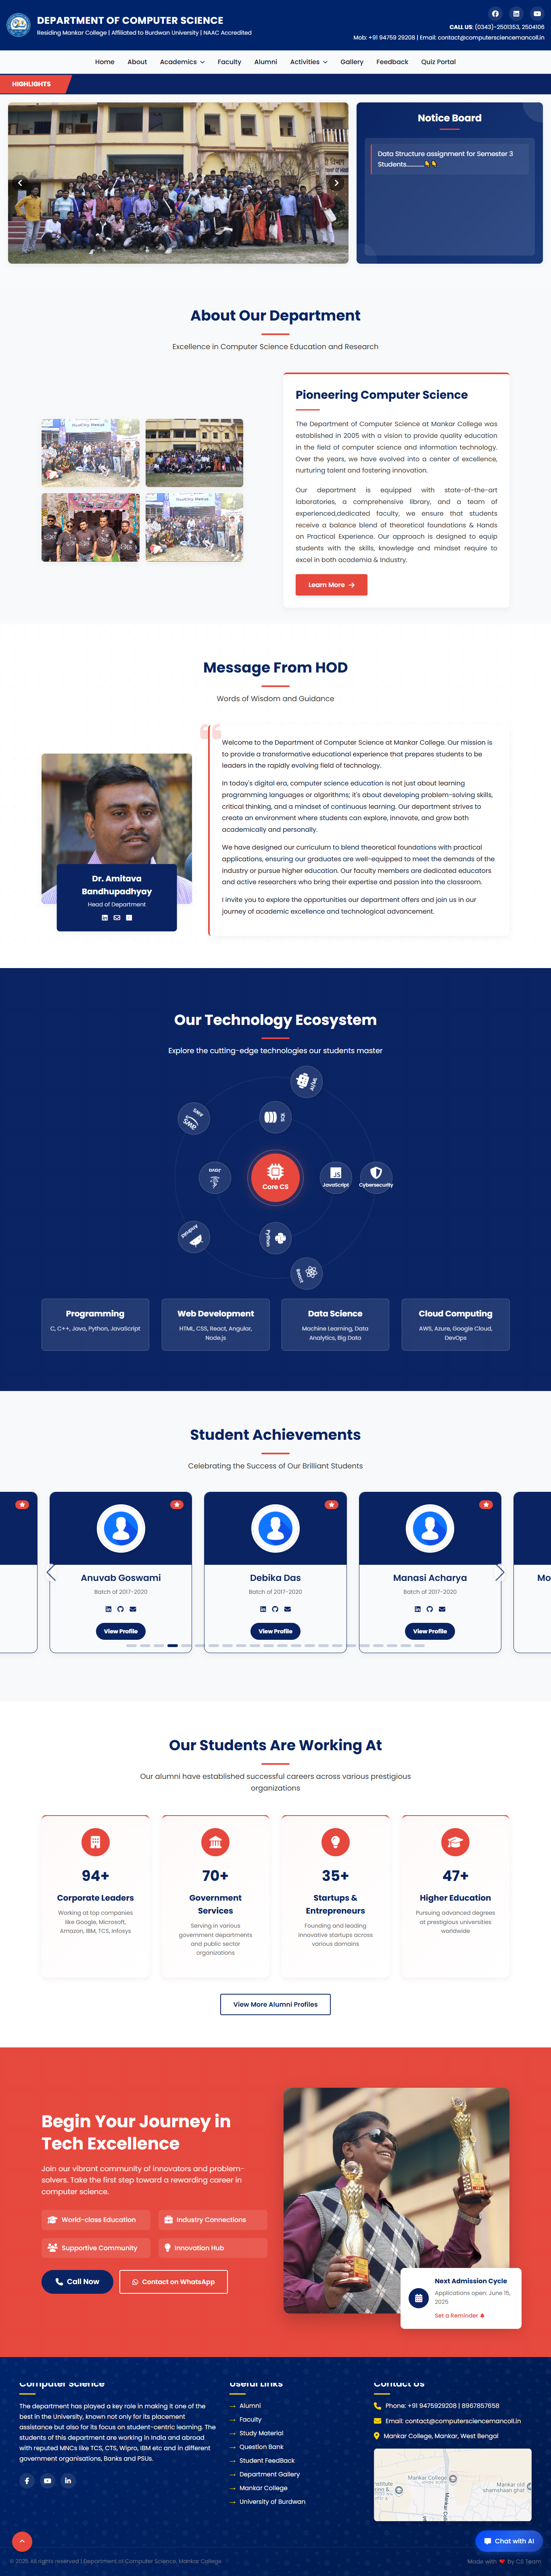 DEPARTMENT OF COMPUTER SCIENCE
Residing Mankar College | Affiliated to Burdwan University | NAAC Accredited
CALL US: (0343)-2501353, 2504106
Mob: +91 94759 29208 | Email: contact@computersciencemancoll.in
Home About Academics Faculty Alumni Activities Gallery Feedback Quiz Portal
HIGHLIGHTS
Notice Board
Data Structure assignment for Semester 3
Students............👇👇
About Our Department
Excellence in Computer Science Education and Research
Pioneering Computer Science
The Department of Computer Science at Mankar College was
established in 2005 with a vision to provide quality education
in the field of computer science and information technology.
Over the years, we have evolved into a center of excellence,
nurturing talent and fostering innovation.
Our department is equipped with state-of-the-art
laboratories, a comprehensive library, and a team of
experienced,dedicated faculty, we ensure that students
receive a balance blend of theoretical foundations & Hands
on Practical Experience. Our approach is designed to equip
students with the skills, knowledge and mindset require to
excel in both academia & Industry.
Learn More
Message From HOD
Words of Wisdom and Guidance
Welcome to the Department of Computer Science at Mankar College. Our mission is
to provide a transformative educational experience that prepares students to be
leaders in the rapidly evolving field of technology.
In today's digital era, computer science education is not just about learning
programming languages or algorithms; it's about developing problem-solving skills,
critical thinking, and a mindset of continuous learning. Our department strives to
create an environment where students can explore, innovate, and grow both
academically and personally.
We have designed our curriculum to blend theoretical foundations with practical
applications, ensuring our graduates are well-equipped to meet the demands of the
industry or pursue higher education. Our faculty members are dedicated educators
and active researchers who bring their expertise and passion into the classroom.
I invite you to explore the opportunities our department offers and join us in our
journey of academic excellence and technological advancement.
Dr. Amitava
Bandhupadhyay
Head of Department
Our Technology Ecosystem
Explore the cutting-edge technologies our students master
AI/ML
AWS
SQL
Java
Core CS
JavaScript
Cybersecurity
Android
Python
React
Programming
C, C++, Java, Python, JavaScript
Web Development
HTML, CSS, React, Angular,
Node.js
Data Science
Machine Learning, Data
Analytics, Big Data
Cloud Computing
AWS, Azure, Google Cloud,
DevOps
Student Achievements
Celebrating the Success of Our Brilliant Students
Anuvab Goswami
Batch of 2017-2020
View Profile
Debika Das
Batch of 2017-2020
View Profile
Manasi Acharya
Batch of 2017-2020
View Profile
Mo
Our Students Are Working At
Our alumni have established successful careers across various prestigious
organizations
94+
Corporate Leaders
Working at top companies
like Google, Microsoft,
Amazon, IBM, TCS, Infosys
70+
Government
Services
Serving in various
government departments
and public sector
organizations
35+
Startups &
Entrepreneurs
Founding and leading
innovative startups across
various domains
47+
Higher Education
Pursuing advanced degrees
at prestigious universities
worldwide
View More Alumni Profiles
Begin Your Journey in
Tech Excellence
Join our vibrant community of innovators and problem-
solvers. Take the first step toward a rewarding career in
computer science.
World-class Education
Industry Connections
Supportive Community
Innovation Hub
Call Now
Contact on WhatsApp
Next Admission Cycle
Applications open: June 15,
2025
Set a Reminder
Computer Science
The department has played a key role in making it one of the
best in the University, known not only for its placement
assistance but also for its focus on student-centric learning. The
students of this department are working in India and abroad
with reputed MNCs like TCS, CTS, Wipro, IBM etc and in different
government organisations, Banks and PSUs.
Useful Links
Alumni
Faculty
Study Material
Question Bank
Student FeedBack
Department Gallery
Mankar College
University of Burdwan
Contact Us
Phone: +91 9475929208 | 8967857658
Email: contact@computersciencemancoll.in
Mankar College, Mankar, West Bengal
Mankar College
Chat with AI
© 2025 All rights reserved | Department of Computer Science, Mankar College
Made with ❤ by CS Team